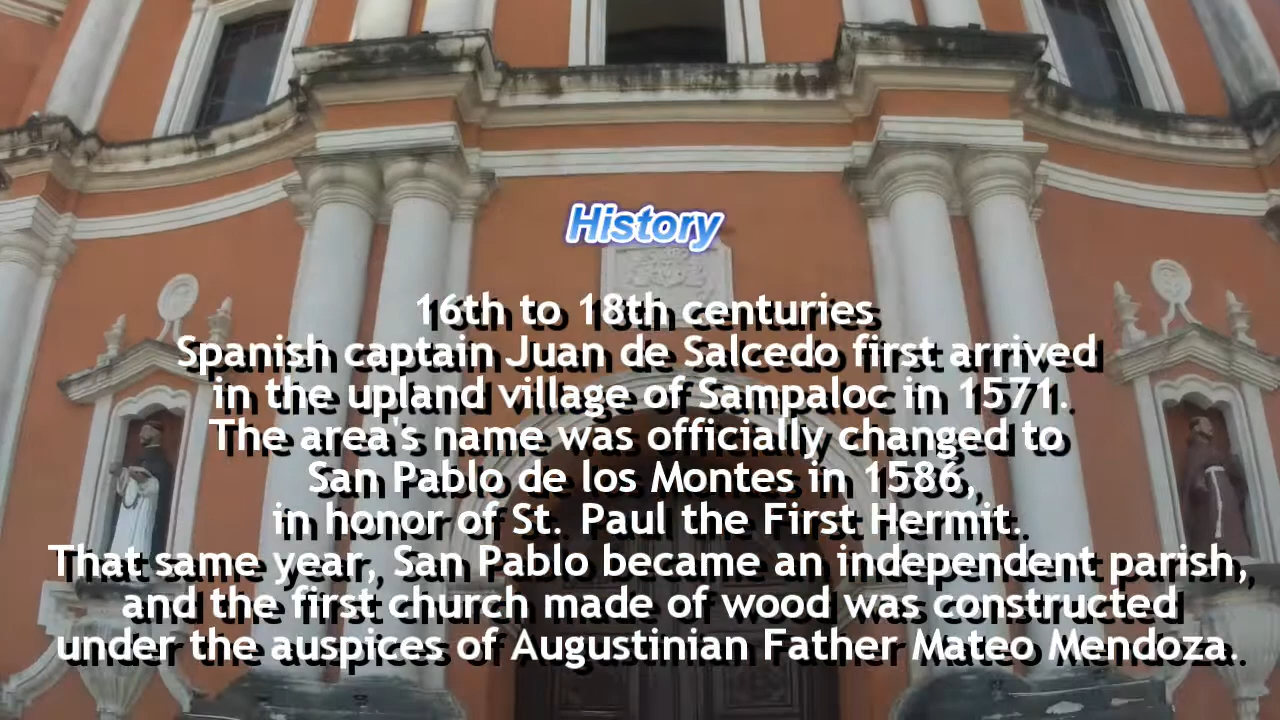 History
16th to 18th centuries
Spanish captain Juan de Salcedo first arrived
in the upland village of Sampaloc in 1571.
The area's name was officially changed to
San Pablo de los Montes in 1586,
in honor of St. Paul the First Hermit.
That same year, San Pablo became an independent parish,
and the first church made of wood was constructed
under the auspices of Augustinian Father Mateo Mendoza.